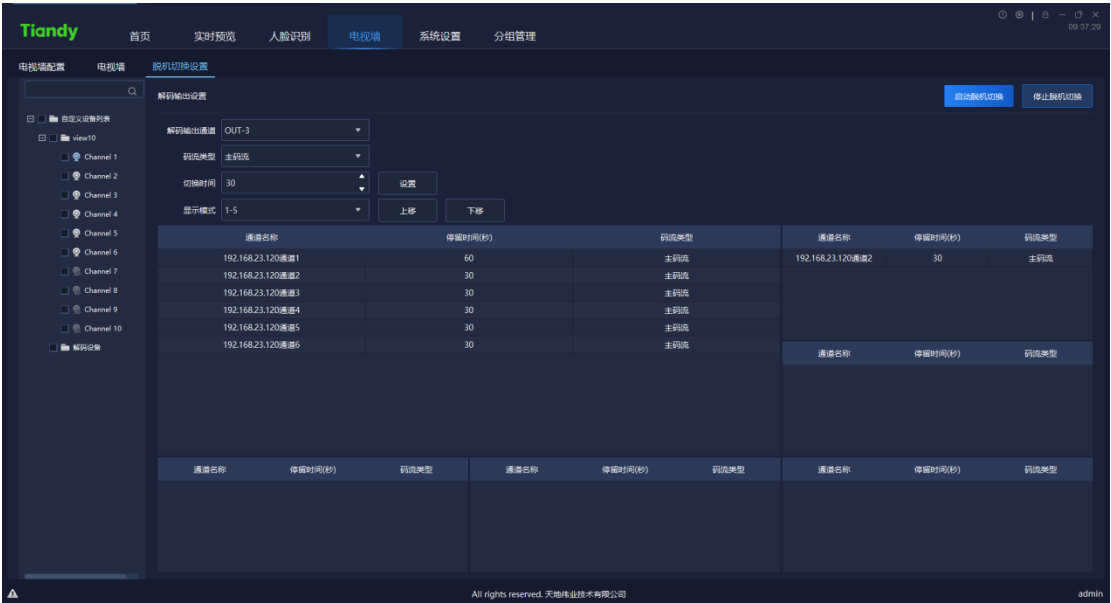 09:37:29
Tiandy 首页 实时预览 人脸识别 电视墙 系统设置 分组管理
电视墙配置 电视墙 脱机切换设置
解码输出设置 启动脱机切换 停止脱机切换
自定义设备列表
view10
Channel 1
Channel 2
Channel 3
Channel 4
Channel 5
Channel 6
Channel 7
Channel 8
Channel 9
Channel 10
解码设备
解码输出通道 OUT-3
码流类型 主码流
切换时间 30 设置
显示模式 1-5 上移 下移
通道名称 停留时间(秒) 码流类型
192.168.23.120通道1 60 主码流
192.168.23.120通道2 30 主码流
192.168.23.120通道3 30 主码流
192.168.23.120通道4 30 主码流
192.168.23.120通道5 30 主码流
192.168.23.120通道6 30 主码流
通道名称 停留时间(秒) 码流类型
192.168.23.120通道2 30 主码流
通道名称 停留时间(秒) 码流类型
通道名称 停留时间(秒) 码流类型
通道名称 停留时间(秒) 码流类型
通道名称 停留时间(秒) 码流类型
All rights reserved. 天地伟业技术有限公司 admin